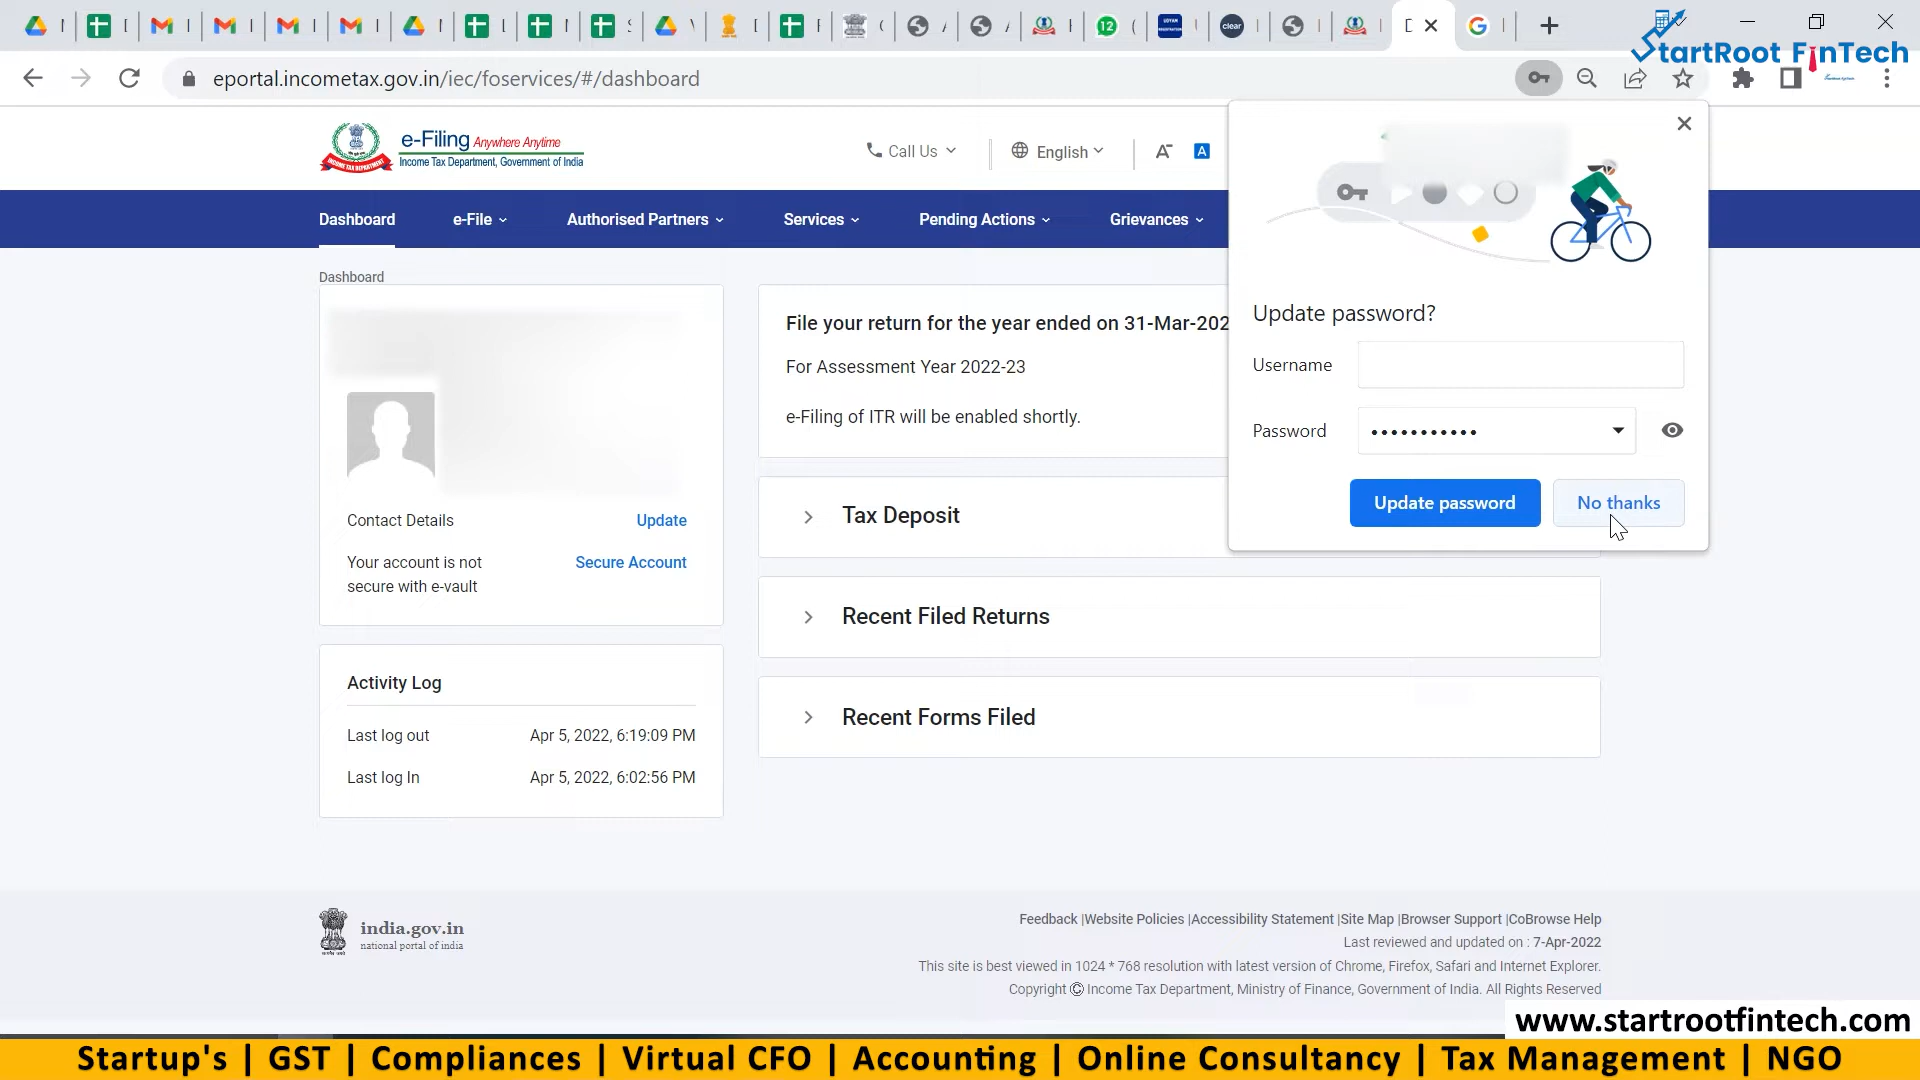 StartRoot FinTech
eportal.incometax.gov.in/iec/foservices/#/dashboard
e-Filing Anywhere Anytime
Income Tax Department, Government of India
Call Us
English
A
A
Dashboard
e-File
Authorised Partners
Services
Pending Actions
Grievances
Dashboard
Contact Details
Update
Your account is not
secure with e-vault
Secure Account
Activity Log
Last log out
Apr 5, 2022, 6:19:09 PM
Last log In
Apr 5, 2022, 6:02:56 PM
File your return for the year ended on 31-Mar-202
For Assessment Year 2022-23
e-Filing of ITR will be enabled shortly.
Tax Deposit
Recent Filed Returns
Recent Forms Filed
Update password?
Username
Password
Update password
No thanks
india.gov.in
national portal of india
Feedback |Website Policies |Accessibility Statement |Site Map |Browser Support |CoBrowse Help
Last reviewed and updated on : 7-Apr-2022
This site is best viewed in 1024 * 768 resolution with latest version of Chrome, Firefox, Safari and Internet Explorer.
Copyright © Income Tax Department, Ministry of Finance, Government of India. All Rights Reserved
www.startrootfintech.com
Startup's | GST | Compliances | Virtual CFO | Accounting | Online Consultancy | Tax Management | NGO